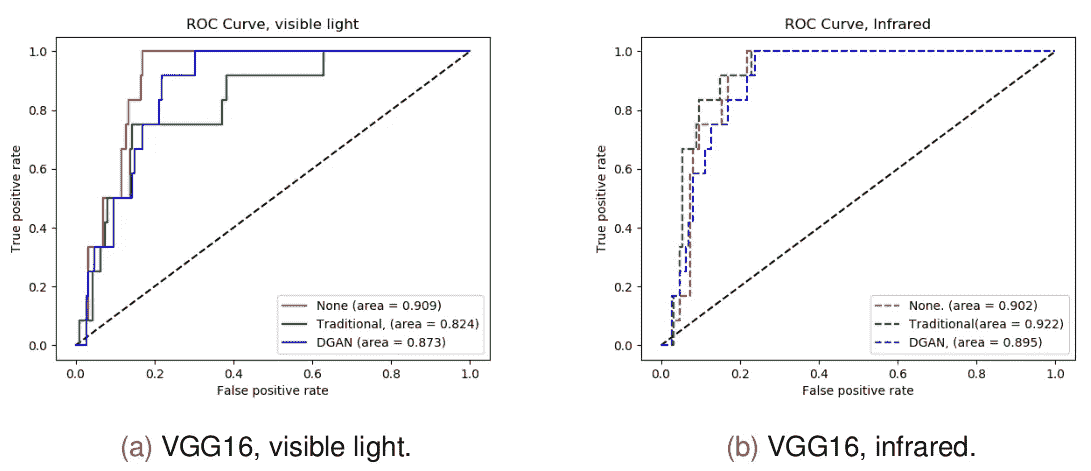 ROC Curve, visible light
1.0
0.8
0.6
0.4
0.2
0.0
True positive rate
None (area = 0.909)
Traditional, (area = 0.824)
DGAN (area = 0.873)
0.0 0.2 0.4 0.6 0.8 1.0
False positive rate
(a) VGG16, visible light.
ROC Curve, Infrared
1.0
0.8
0.6
0.4
0.2
0.0
True positive rate
None. (area = 0.902)
Traditional(area = 0.922)
DGAN, (area = 0.895)
0.0 0.2 0.4 0.6 0.8 1.0
False positive rate
(b) VGG16, infrared.